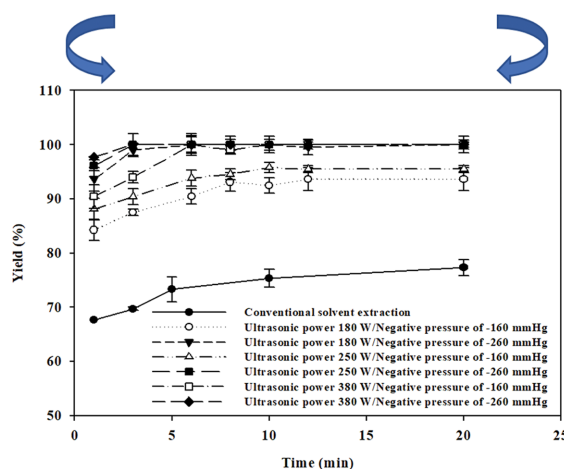 110
100
90
80
70
60
50
Yield (%)
Conventional solvent extraction
Ultrasonic power 180 W/Negative pressure of -160 mmHg
Ultrasonic power 180 W/Negative pressure of -260 mmHg
Ultrasonic power 250 W/Negative pressure of -160 mmHg
Ultrasonic power 250 W/Negative pressure of -260 mmHg
Ultrasonic power 380 W/Negative pressure of -160 mmHg
Ultrasonic power 380 W/Negative pressure of -260 mmHg
0 5 10 15 20 25
Time (min)